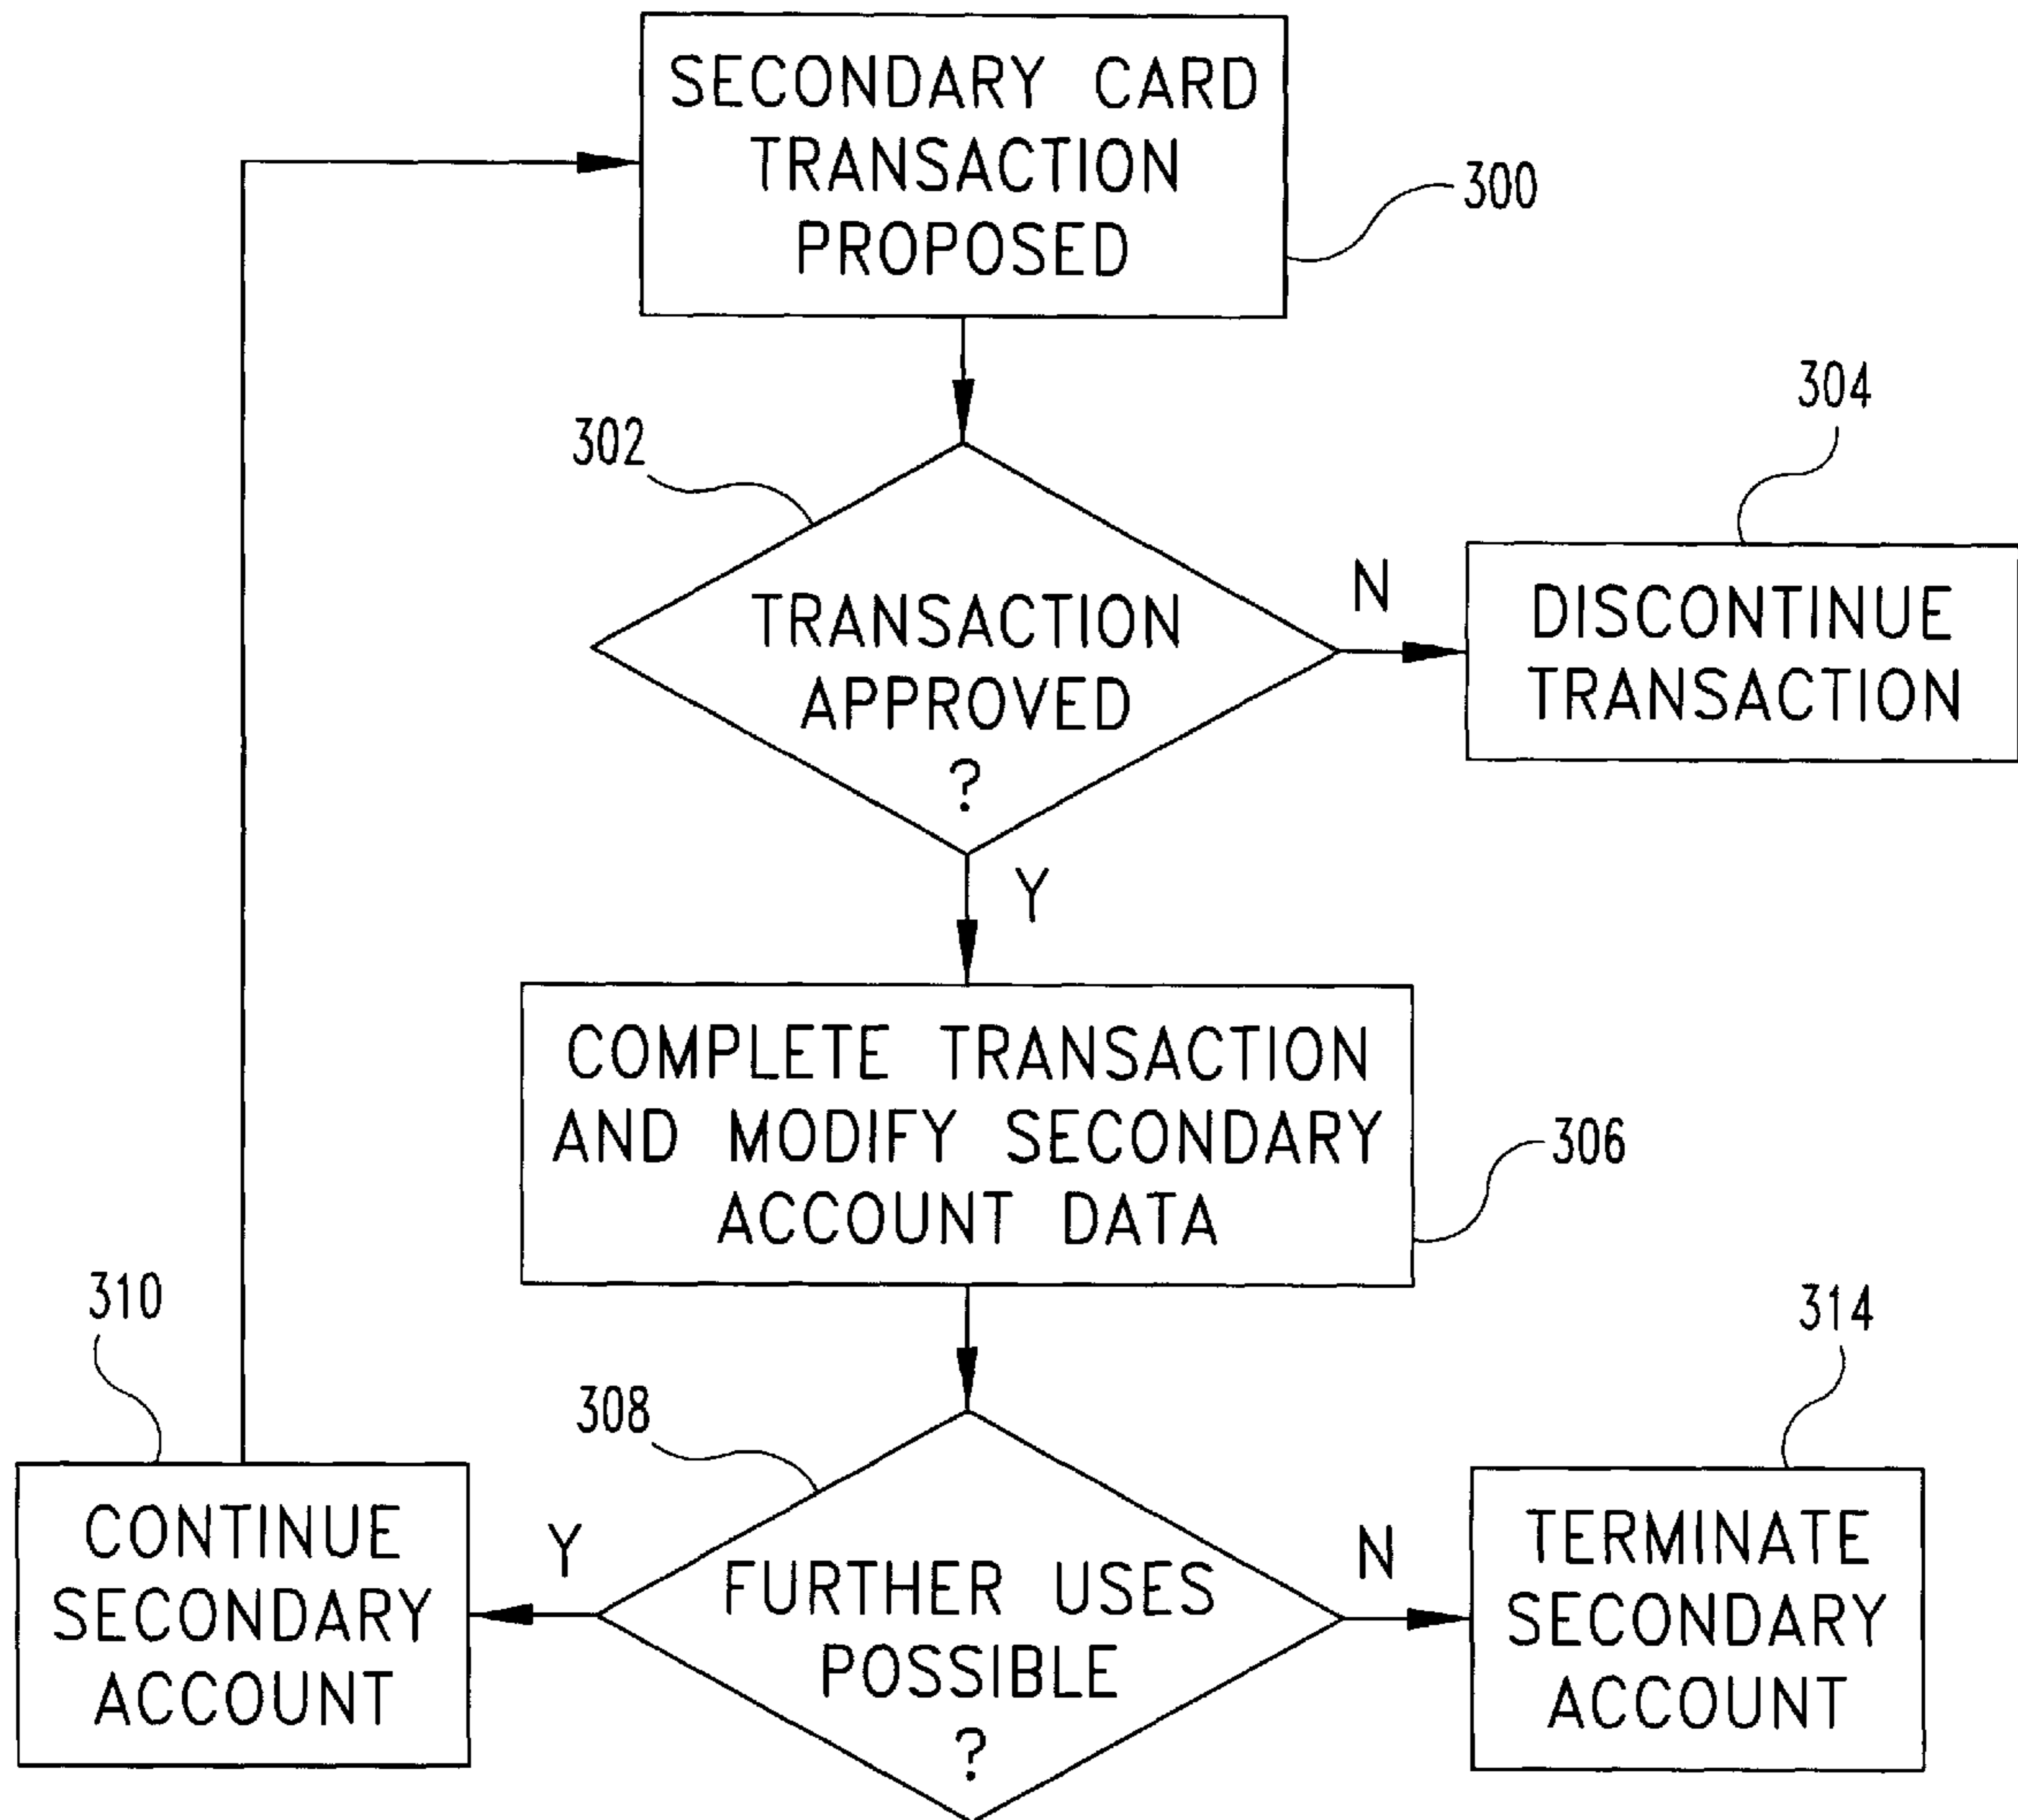 SECONDARY CARD
TRANSACTION
PROPOSED
300
302
304
TRANSACTION
APPROVED
?
N
DISCONTINUE
TRANSACTION
Y
COMPLETE TRANSACTION
AND MODIFY SECONDARY
ACCOUNT DATA
306
308
310
314
CONTINUE
SECONDARY
ACCOUNT
Y
FURTHER USES
POSSIBLE
?
N
TERMINATE
SECONDARY
ACCOUNT